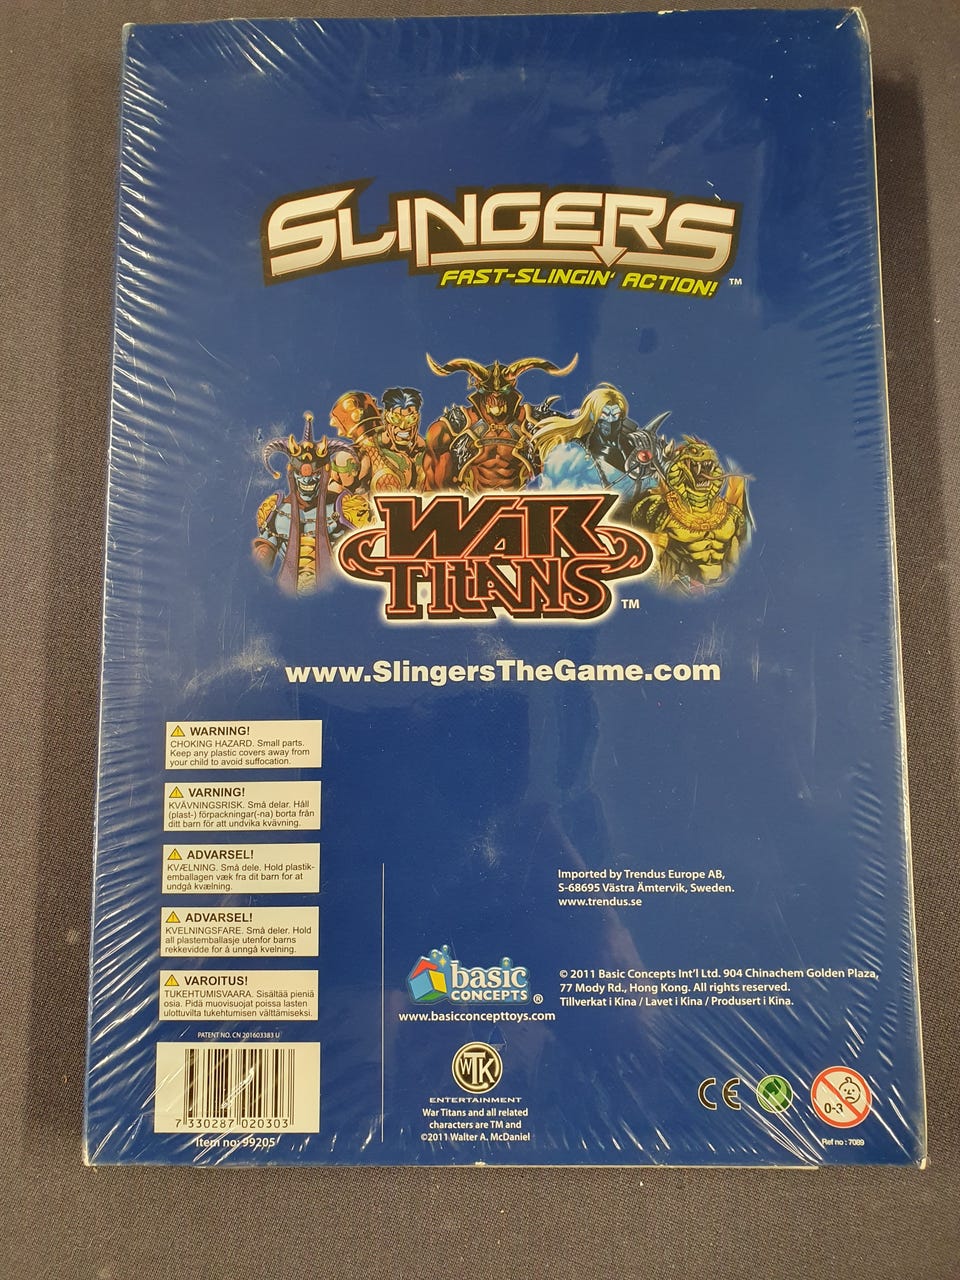 SLINGERS
FAST-SLINGIN' ACTION! ™
WAR
TITANS ™
www.SlingersTheGame.com
WARNING!
CHOKING HAZARD. Small parts.
Keep any plastic covers away from
your child to avoid suffocation.
VARNING!
KVÄVNINGSRISK. Små delar. Håll
(plast-) förpackningar(-na) borta från
ditt barn för att undvika kvävning.
ADVARSEL!
KVÆLNING. Små dele. Hold plastik-
emballagen væk fra dit barn for at
undgå kvælning.
ADVARSEL!
KVELNINGSFARE. Små deler. Hold
all plastemballasje utenfor barns
rekkevidde for å unngå kvelning.
VAROITUS!
TUKEHTUMISVAARA. Sisältää pieniä
osia. Pidä muovisuojat poissa lasten
ulottuvilta tukehtumisen välttämiseksi.
PATENT NO. CN 201603383 U
7 330287 020303
Item no: 99205
Imported by Trendus Europe AB,
S-68695 Västra Ämtervik, Sweden.
www.trendus.se
basic
CONCEPTS ®
www.basicconcepttoys.com
© 2011 Basic Concepts Int'l Ltd. 904 Chinachem Golden Plaza,
77 Mody Rd., Hong Kong. All rights reserved.
Tillverkat i Kina / Lavet i Kina / Produsert i Kina.
WTK
ENTERTAINMENT
War Titans and all related
characters are TM and
©2011 Walter A. McDaniel
CE
0-3
Ref no : 7089